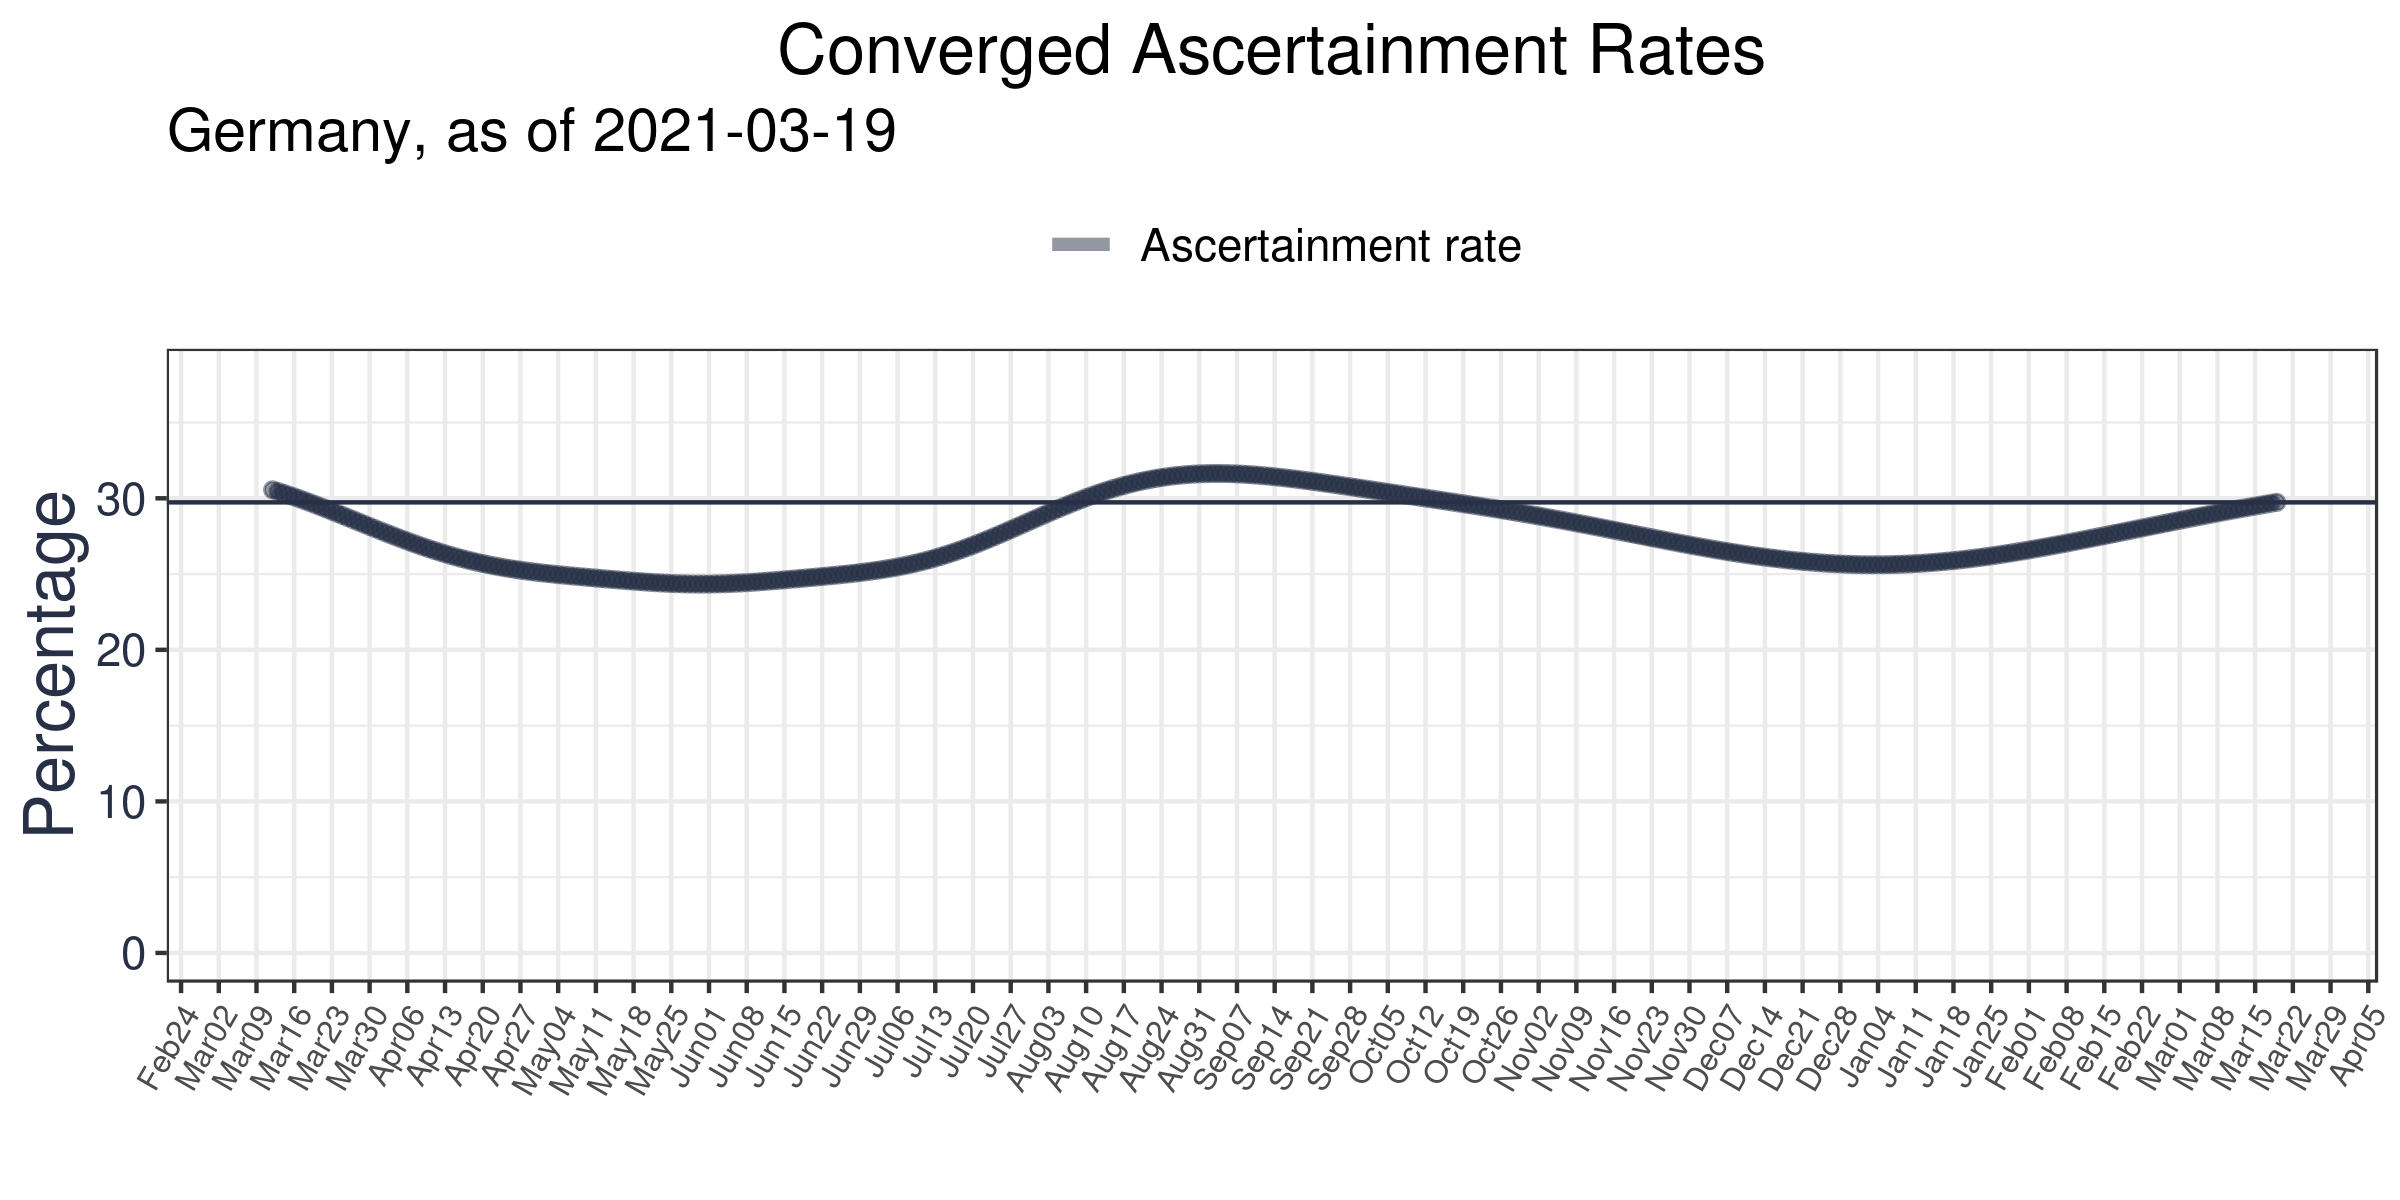 Converged Ascertainment Rates
Germany, as of 2021-03-19
Ascertainment rate
Percentage
30
20
10
0
Feb24 Mar02 Mar09 Mar16 Mar23 Mar30 Apr06 Apr13 Apr20 Apr27 May04 May11 May18 May25 Jun01 Jun08 Jun15 Jun22 Jun29 Jul06 Jul13 Jul20 Jul27 Aug03 Aug10 Aug17 Aug24 Aug31 Sep07 Sep14 Sep21 Sep28 Oct05 Oct12 Oct19 Oct26 Nov02 Nov09 Nov16 Nov23 Nov30 Dec07 Dec14 Dec21 Dec28 Jan04 Jan11 Jan18 Jan25 Feb01 Feb08 Feb15 Feb22 Mar01 Mar08 Mar15 Mar22 Mar29 Apr05